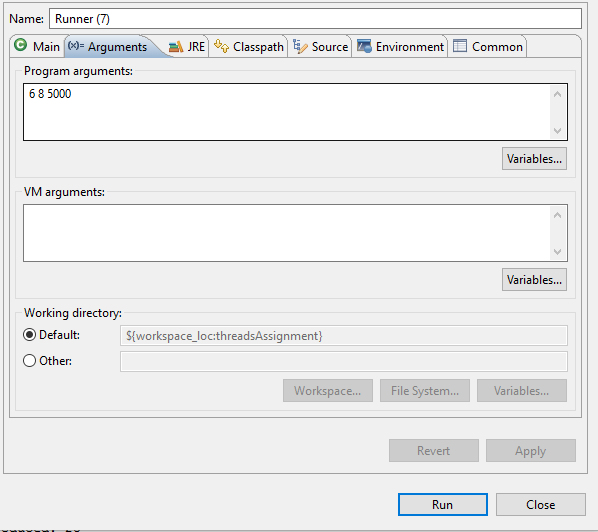 Name: Runner (7)
Main (x)= Arguments JRE Classpath Source Environment Common
Program arguments:
6 8 5000
Variables...
VM arguments:
Variables...
Working directory:
Default: ${workspace_loc:threadsAssignment}
Other:
Workspace... File System... Variables...
Revert Apply
Run Close